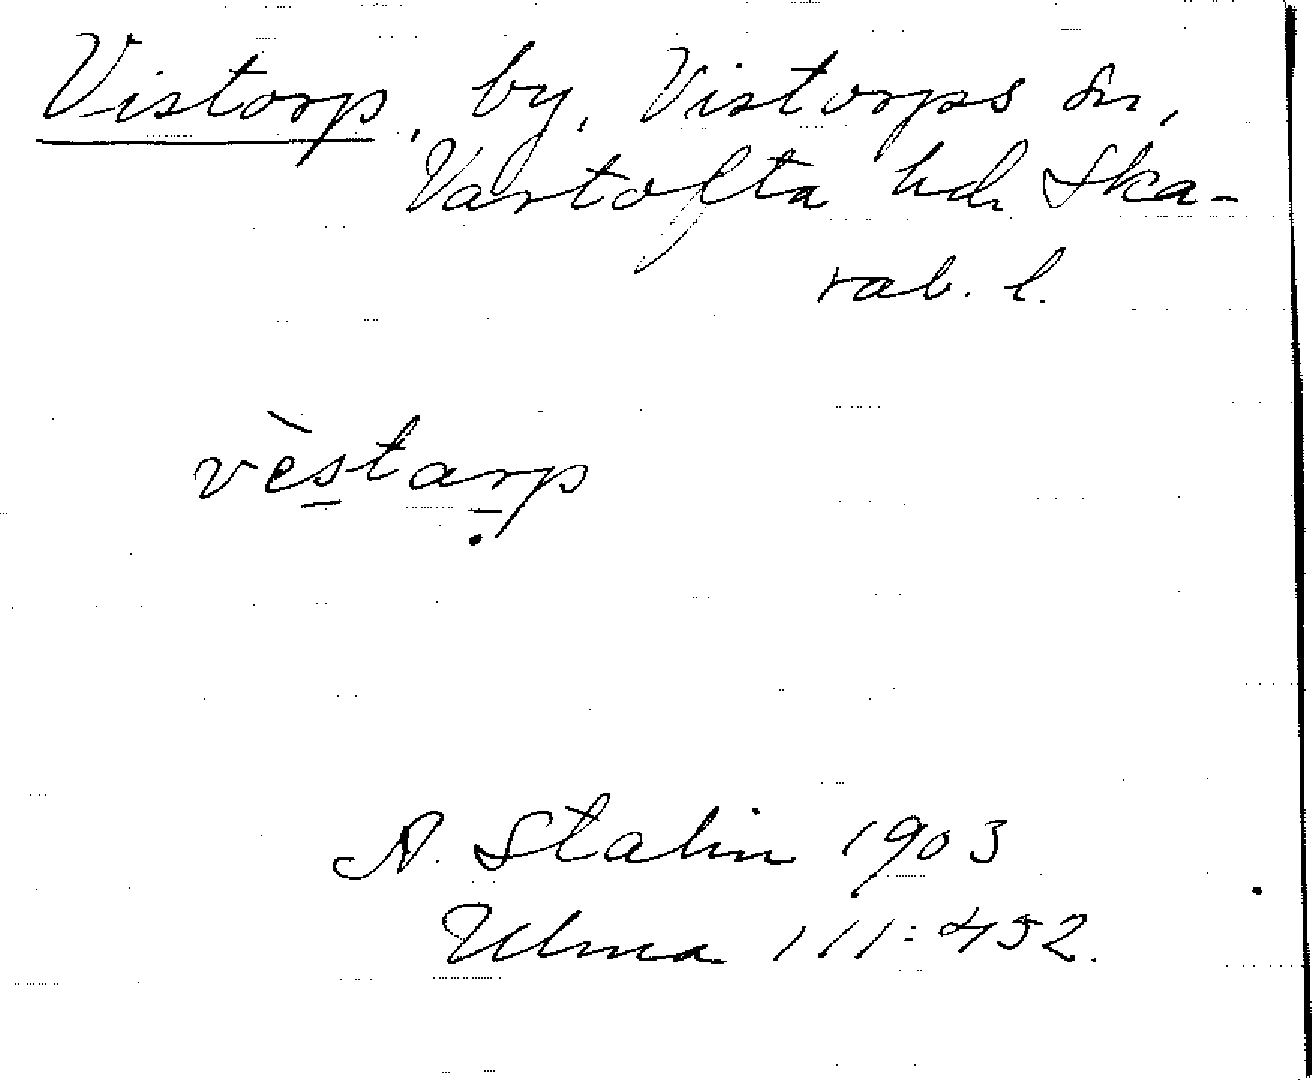 Vistorp, by, Vistorps sn,
Vartofta hd. Ska-
rab. l.
vèstarp
A. Stalin 1903
Ulma 111:452.